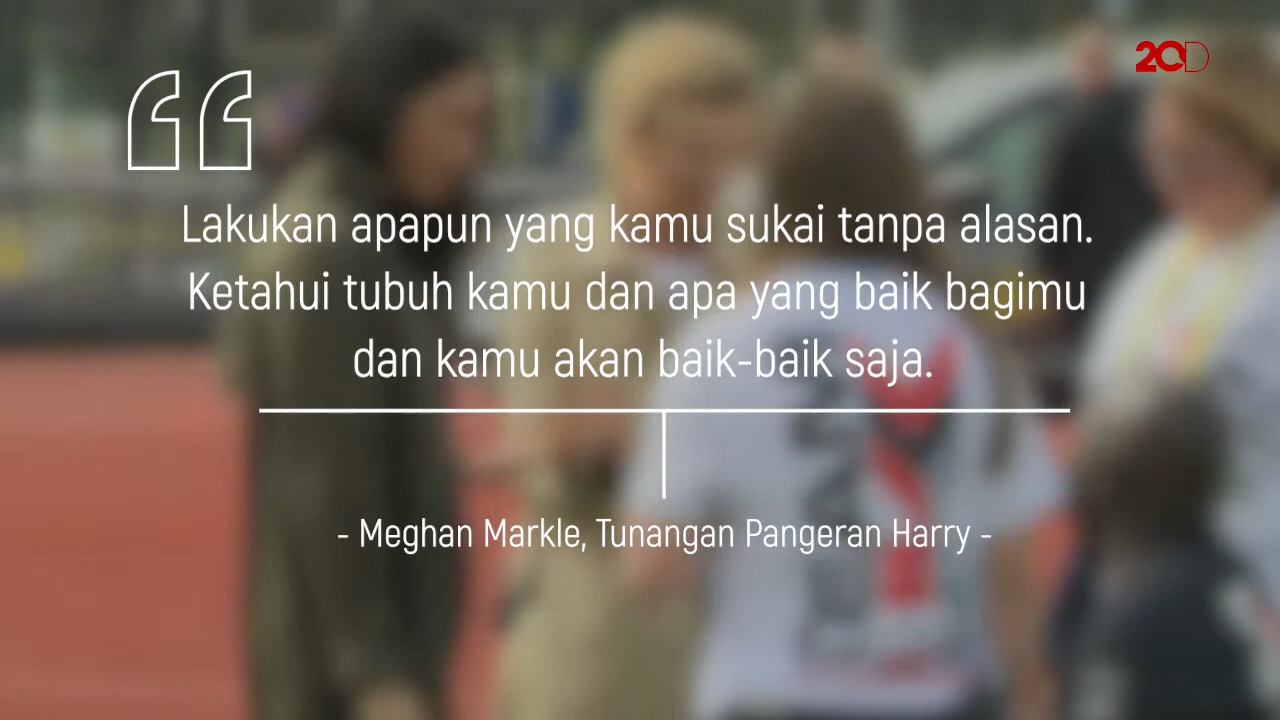 20D
Lakukan apapun yang kamu sukai tanpa alasan.
Ketahui tubuh kamu dan apa yang baik bagimu
dan kamu akan baik-baik saja.
- Meghan Markle, Tunangan Pangeran Harry -